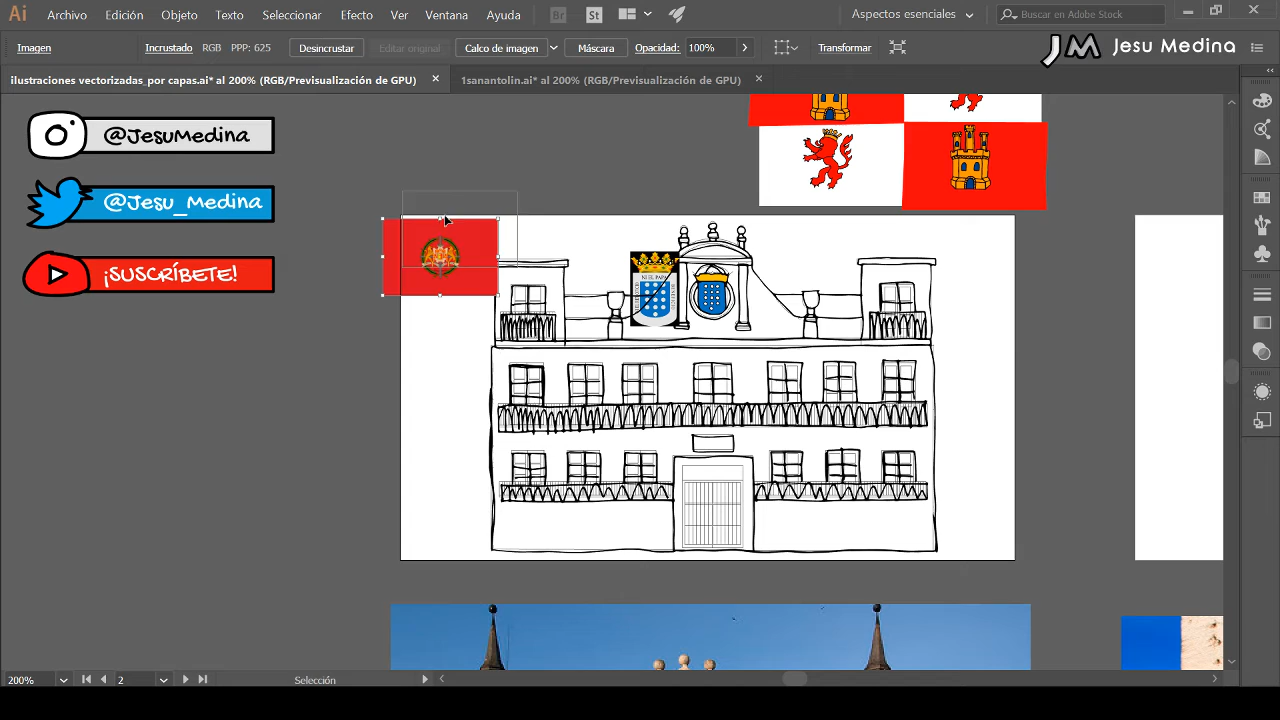 Ai Archivo Edición Objeto Texto Seleccionar Efecto Ver Ventana Ayuda Br St Aspectos esenciales Buscar en Adobe Stock
Imagen Incrustado RGB PPP: 625 Desincrustar Editar original Calco de imagen Máscara Opacidad: 100% Transformar
JM Jesu Medina
ilustraciones vectorizadas_por capas.ai* al 200% (RGB/Previsualización de GPU) 1sanantolin.ai* al 200% (RGB/Previsualización de GPU)
@JesuMedina
@Jesu_Medina
¡SUSCRÍBETE!
200% 2 Selección